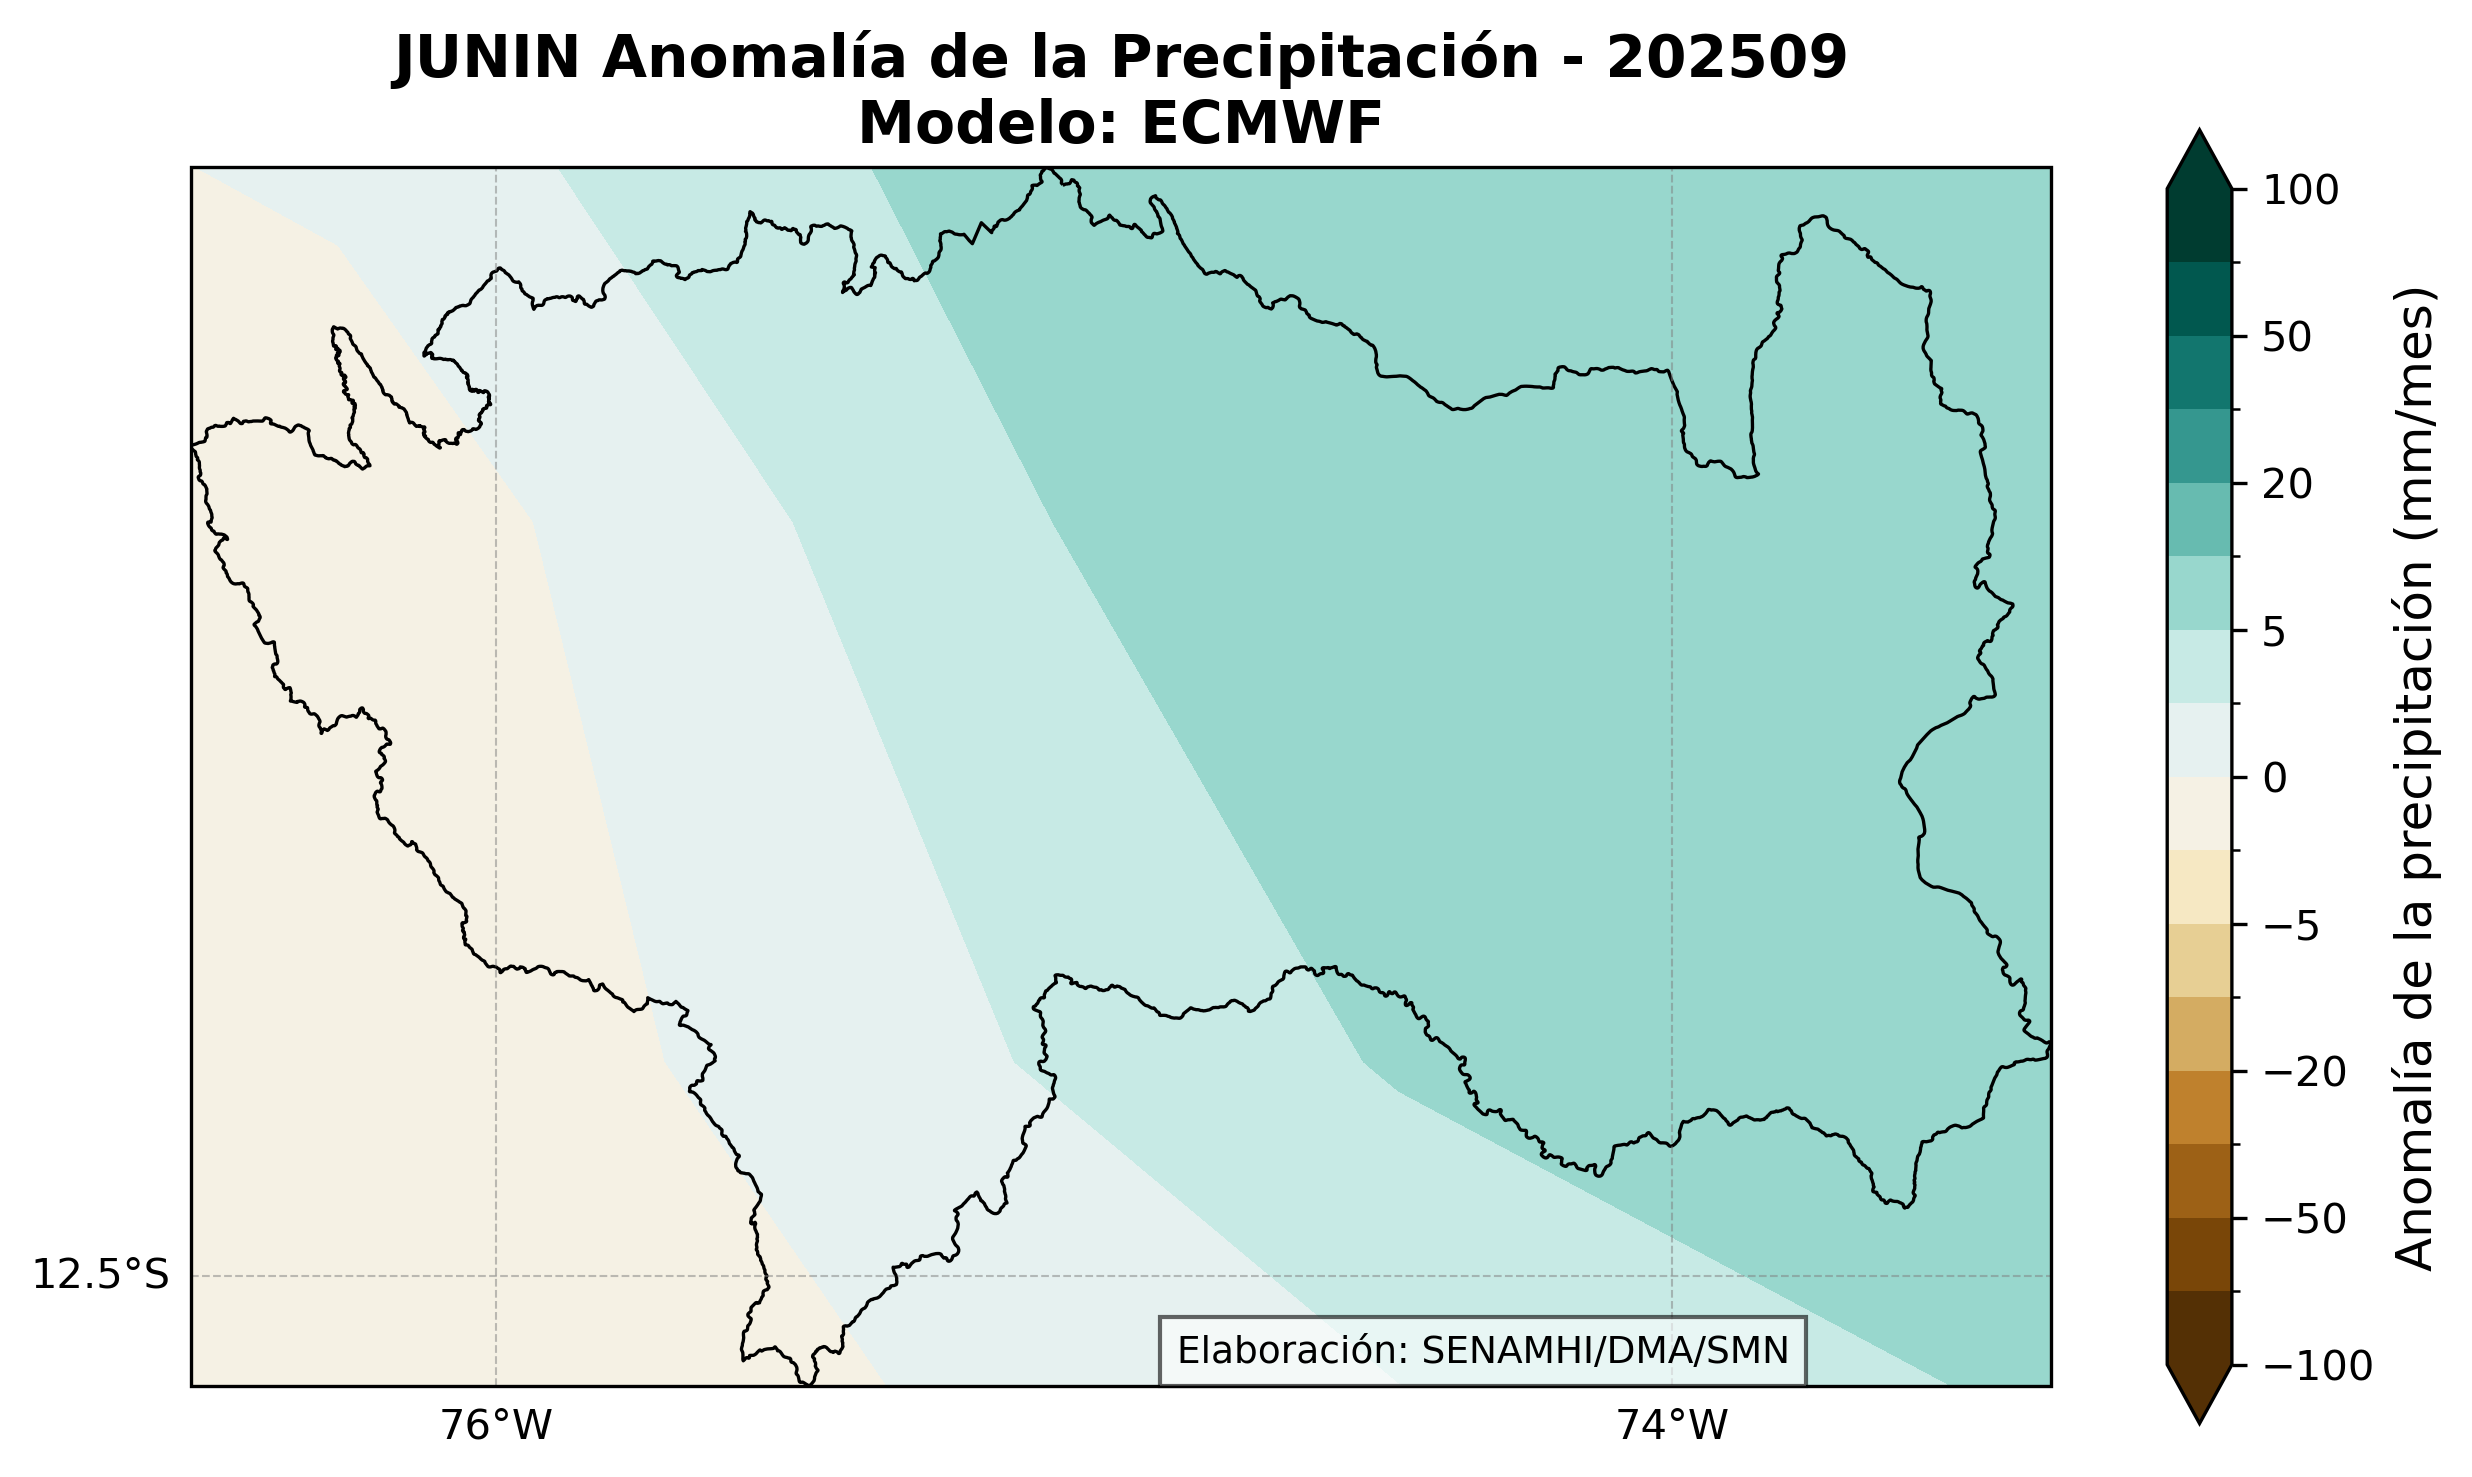 JUNIN Anomalía de la Precipitación - 202509
Modelo: ECMWF
100
50
20
5
0
−5
−20
−50
−100
Anomalía de la precipitación (mm/mes)
12.5°S
Elaboración: SENAMHI/DMA/SMN
76°W
74°W